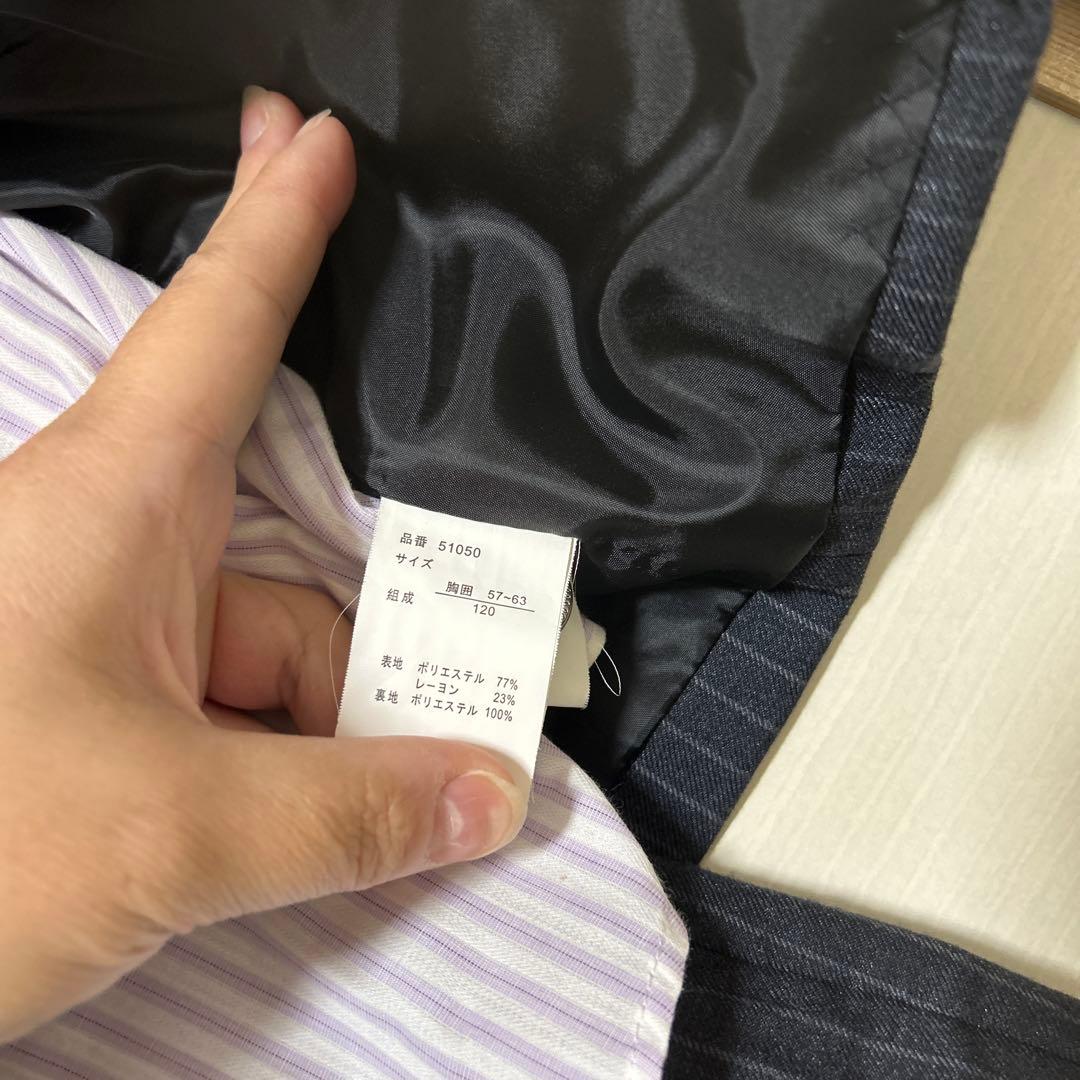 品番 51050
サイズ
胸囲 57~63
組成 120
表地 ポリエステル 77%
レーヨン 23%
裏地 ポリエステル 100%